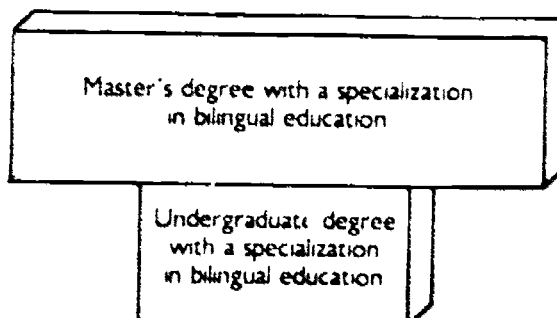 Master's degree with a specialization
in bilingual education
Undergraduate degree
with a specialization
in bilingual education